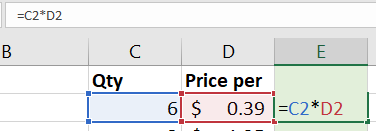 =C2*D2
B C D E
Qty Price per
6 $ 0.39 =C2*D2